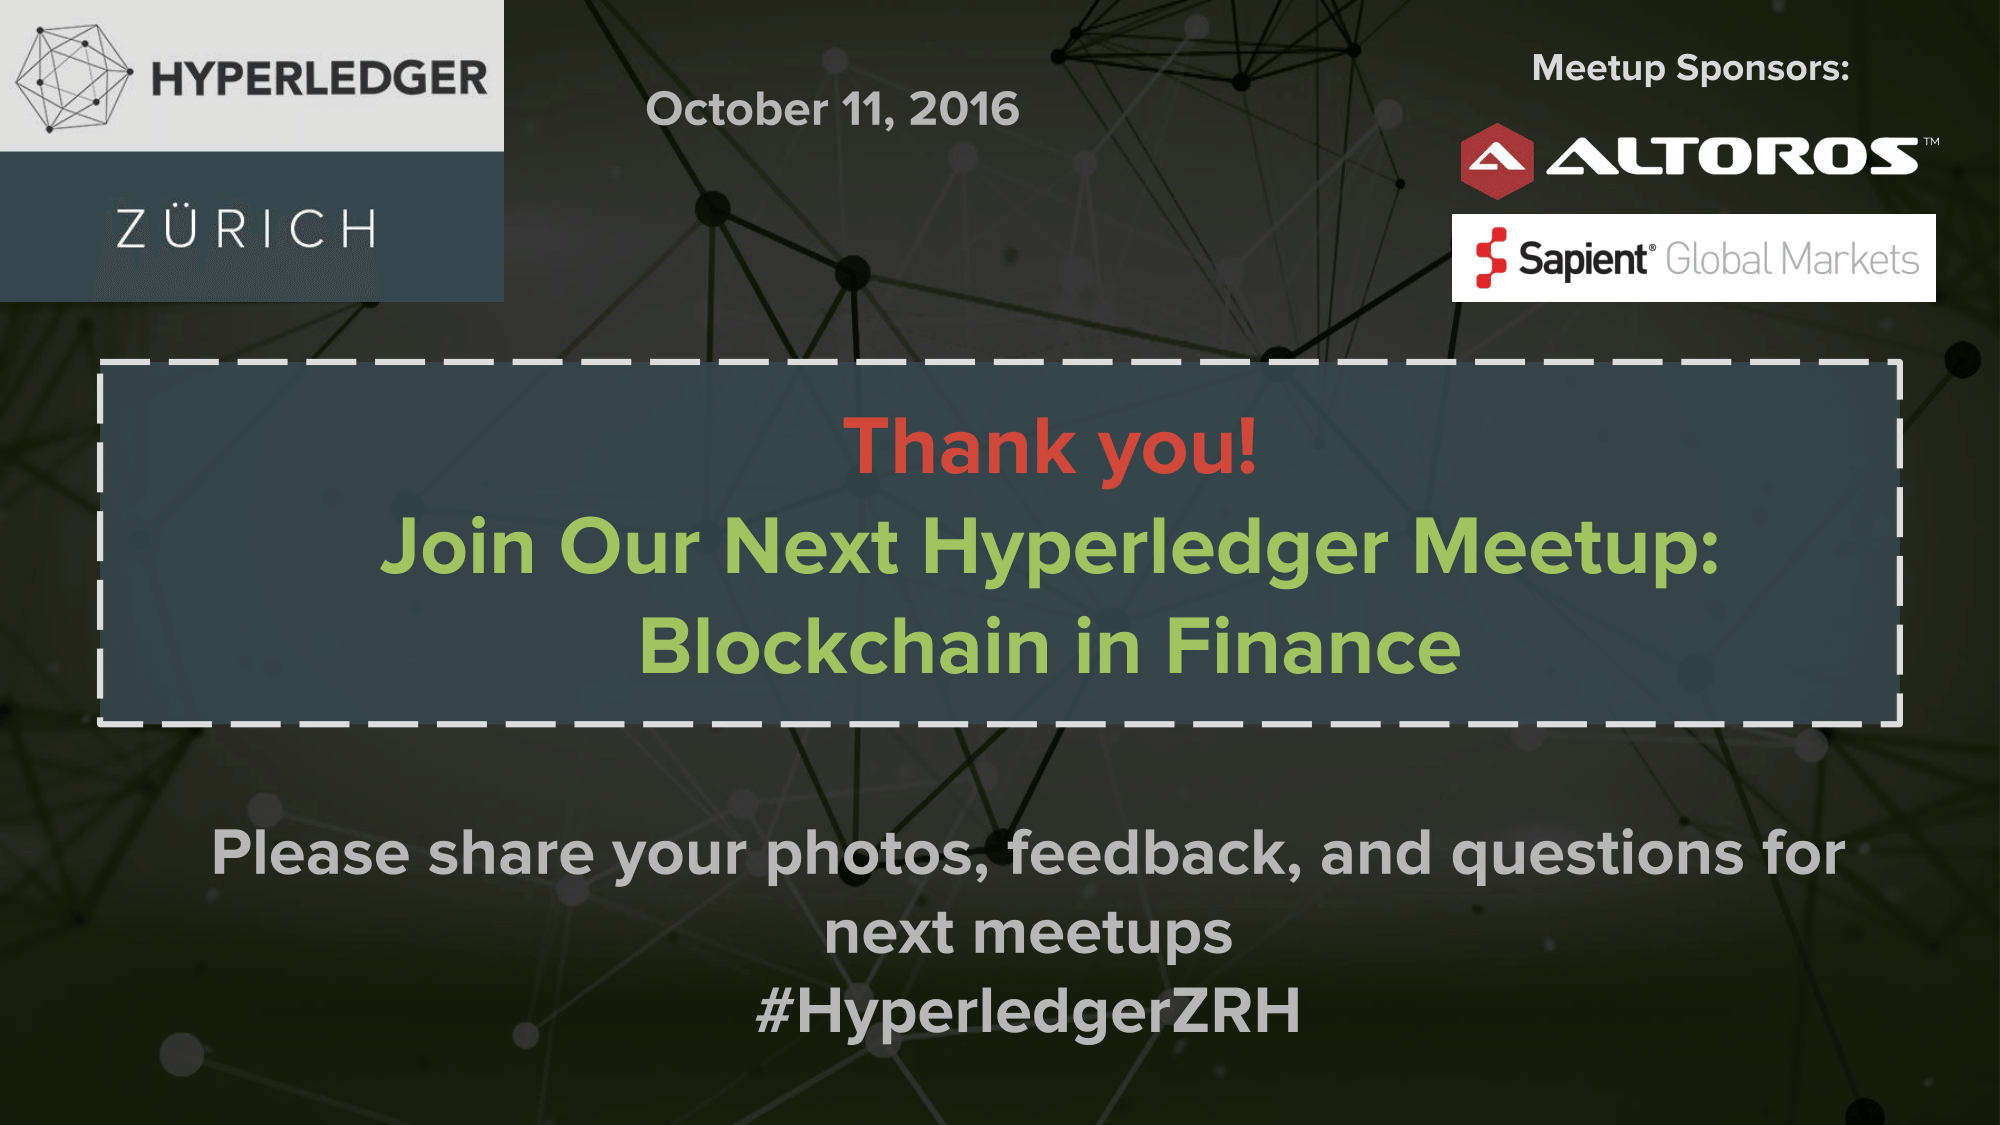 HYPERLEDGER
ZÜRICH
October 11, 2016
Meetup Sponsors:
ALTOROS™
Sapient® Global Markets
Thank you!
Join Our Next Hyperledger Meetup:
Blockchain in Finance
Please share your photos, feedback, and questions for
next meetups
#HyperledgerZRH